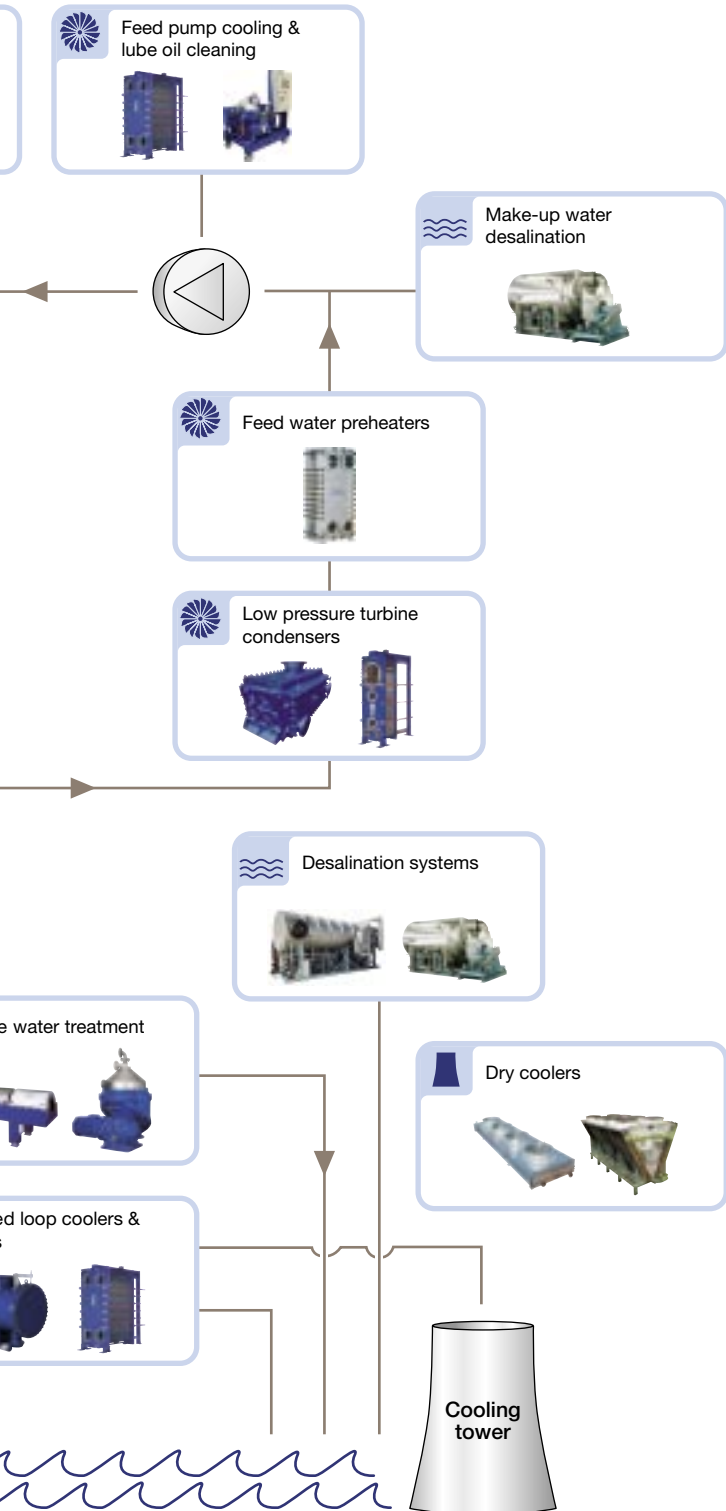 Feed pump cooling &
lube oil cleaning
Make-up water
desalination
Feed water preheaters
Low pressure turbine
condensers
Desalination systems
water treatment
Dry coolers
loop coolers &
Cooling
tower